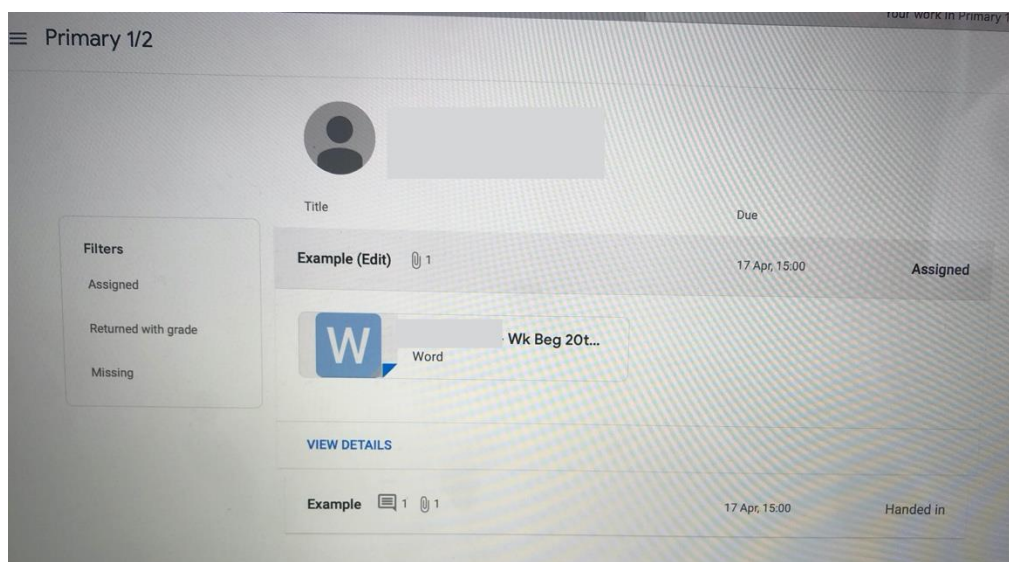 Your work in Primary 1
Primary 1/2
Title
Due
Filters
Assigned
Returned with grade
Missing
Example (Edit) 1
17 Apr, 15:00
Assigned
W
Wk Beg 20t...
Word
VIEW DETAILS
Example 1 1
17 Apr, 15:00
Handed in